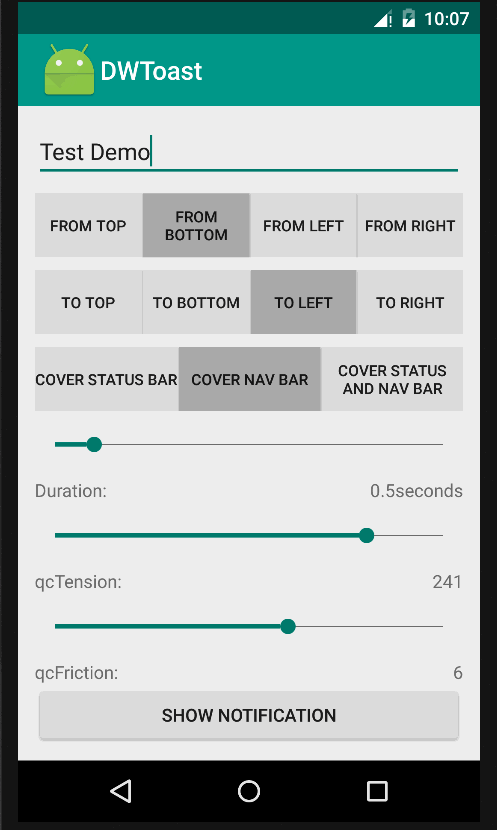 10:07
DWToast
Test Demo
FROM TOP
FROM
BOTTOM
FROM LEFT
FROM RIGHT
TO TOP
TO BOTTOM
TO LEFT
TO RIGHT
COVER STATUS BAR
COVER NAV BAR
COVER STATUS
AND NAV BAR
Duration: 0.5seconds
qcTension: 241
qcFriction: 6
SHOW NOTIFICATION